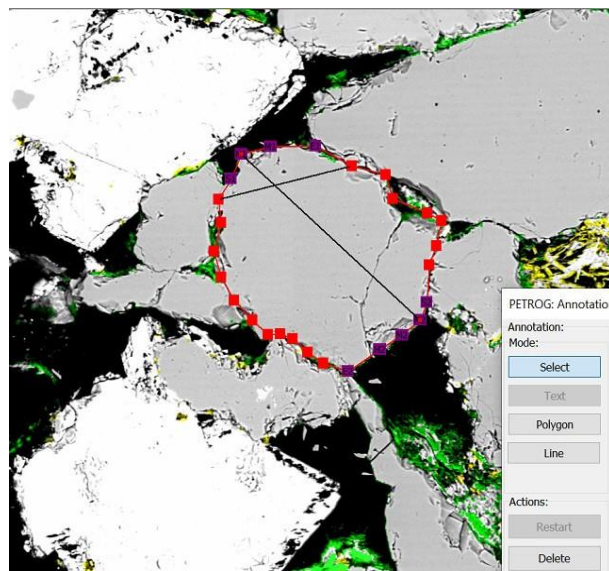 PETROG: Annotatio
Annotation:
Mode:
Select
Text
Polygon
Line
Actions:
Restart
Delete